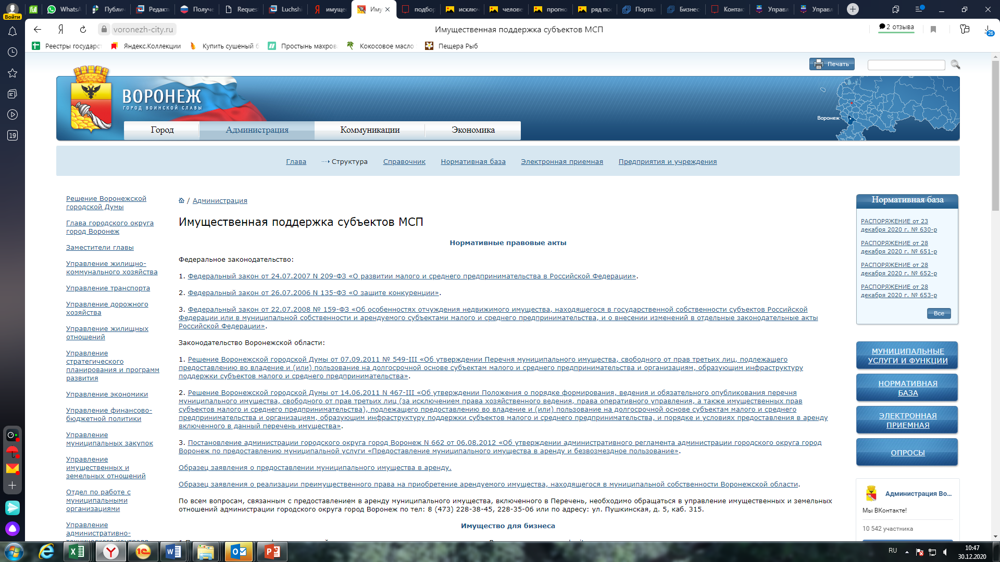 Войти
WhatsA
Публич
Редакти
Получе
Reques
Luchshi
имуще
Иму
подбор
исключ
челове
прогно
ряд пос
Портал
Бизнес
Контак
Управл
Управл
voronezh-city.ru
Имущественная поддержка субъектов МСП
2 отзыва
26
Реестры государст
Яндекс.Коллекции
Купить сушеный б
Простынь махрова
Кокосовое масло
Пещера Рыб
19
Печать
ВОРОНЕЖ
ГОРОД ВОИНСКОЙ СЛАВЫ
Воронеж
Город
Администрация
Коммуникации
Экономика
Глава
Структура
Справочник
Нормативная база
Электронная приемная
Предприятия и учреждения
Решение Воронежской
городской Думы
Глава городского округа
город Воронеж
Заместители главы
Управление жилищно-
коммунального хозяйства
Управление транспорта
Управление дорожного
хозяйства
Управление жилищных
отношений
Управление
стратегического
планирования и программ
развития
Управление экономики
Управление финансово-
бюджетной политики
Управление
муниципальных закупок
Управление
имущественных и
земельных отношений
Отдел по работе с
муниципальными
организациями
Управление
административно-
технического контроля
/ Администрация
Имущественная поддержка субъектов МСП
Нормативные правовые акты
Федеральное законодательство:
1. Федеральный закон от 24.07.2007 N 209-ФЗ «О развитии малого и среднего предпринимательства в Российской Федерации».
2. Федеральный закон от 26.07.2006 N 135-ФЗ «О защите конкуренции».
3. Федеральный закон от 22.07.2008 № 159-ФЗ «Об особенностях отчуждения недвижимого имущества, находящегося в государственной собственности субъектов Российской
Федерации или в муниципальной собственности и арендуемого субъектами малого и среднего предпринимательства, и о внесении изменений в отдельные законодательные акты
Российской Федерации».
Законодательство Воронежской области:
1. Решение Воронежской городской Думы от 07.09.2011 № 549-III «Об утверждении Перечня муниципального имущества, свободного от прав третьих лиц, подлежащего
предоставлению во владение и (или) пользование на долгосрочной основе субъектам малого и среднего предпринимательства и организациям, образующим инфраструктуру
поддержки субъектов малого и среднего предпринимательства».
2. Решение Воронежской городской Думы от 14.06.2011 N 467-III «Об утверждении Положения о порядке формирования, ведения и обязательного опубликования перечня
муниципального имущества, свободного от прав третьих лиц (за исключением права хозяйственного ведения, права оперативного управления, а также имущественных прав
субъектов малого и среднего предпринимательства), подлежащего предоставлению во владение и (или) пользование на долгосрочной основе субъектам малого и среднего
предпринимательства и организациям, образующим инфраструктуру поддержки субъектов малого и среднего предпринимательства, и порядке и условиях предоставления в аренду
включенного в данный перечень имущества».
3. Постановление администрации городского округа город Воронеж N 662 от 06.08.2012 «Об утверждении административного регламента администрации городского округа город
Воронеж по предоставлению муниципальной услуги «Предоставление муниципального имущества в аренду и безвозмездное пользование».
Образец заявления о предоставлении муниципального имущества в аренду.
Образец заявления о реализации преимущественного права на приобретение арендуемого имущества, находящегося в муниципальной собственности Воронежской области.
По всем вопросам, связанным с предоставлением в аренду муниципального имущества, включенного в Перечень, необходимо обращаться в управление имущественных и земельных
отношений администрации городского округа город Воронеж по тел: 8 (473) 228-38-45, 228-35-06 или по адресу: ул. Пушкинская, д. 5, каб. 315.
Имущество для бизнеса
Нормативная база
РАСПОРЯЖЕНИЕ от 23
декабря 2020 г. № 630-р
РАСПОРЯЖЕНИЕ от 28
декабря 2020 г. № 651-р
РАСПОРЯЖЕНИЕ от 28
декабря 2020 г. № 652-р
РАСПОРЯЖЕНИЕ от 28
декабря 2020 г. № 653-р
Все
МУНИЦИПАЛЬНЫЕ
УСЛУГИ И ФУНКЦИИ
НОРМАТИВНАЯ
БАЗА
ЭЛЕКТРОННАЯ
ПРИЕМНАЯ
ОПРОСЫ
Администрация Во...
Мы ВКонтакте!
10 542 участника
RU
10:47
30.12.2020